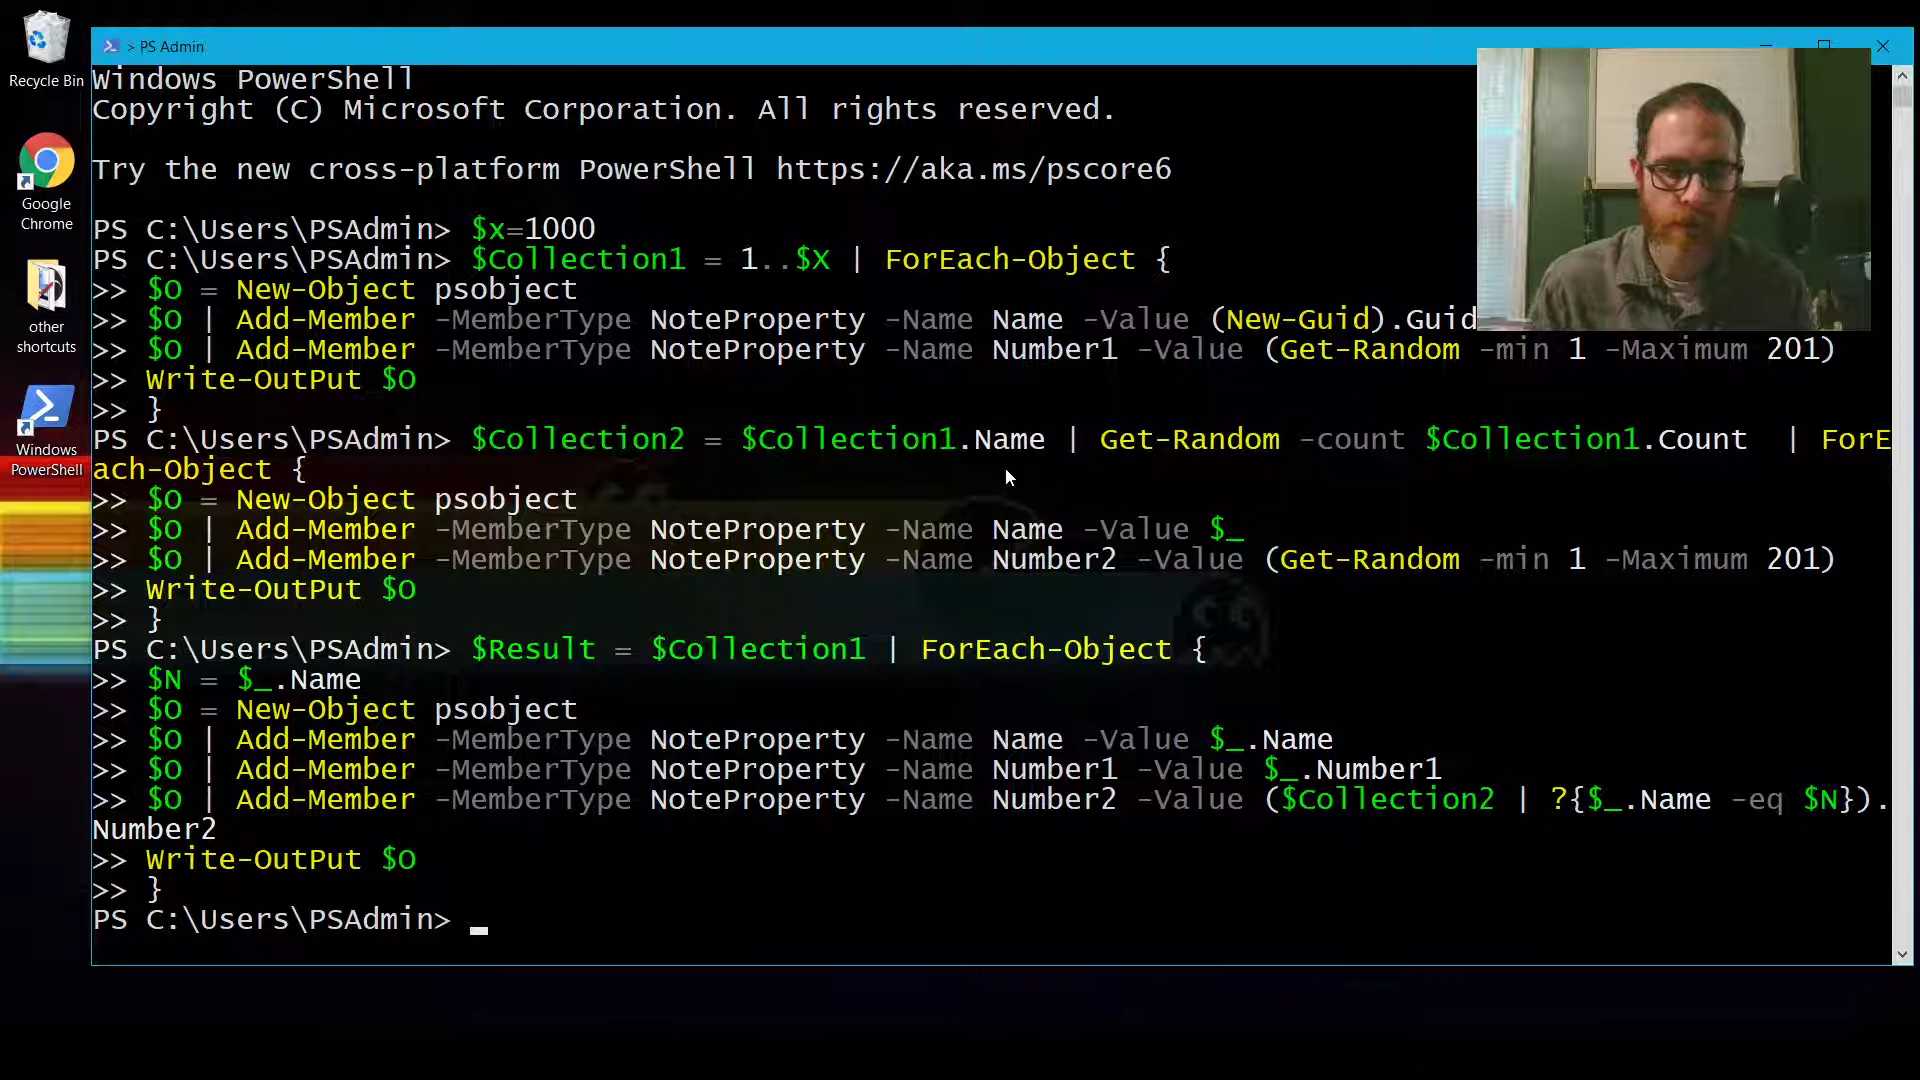 Recycle Bin
Google
Chrome
other
shortcuts
Windows
PowerShell
> PS Admin
Windows PowerShell
Copyright (C) Microsoft Corporation. All rights reserved.
Try the new cross-platform PowerShell https://aka.ms/pscore6
PS C:\Users\PSAdmin> $x=1000
PS C:\Users\PSAdmin> $Collection1 = 1..$X | ForEach-Object {
>> $O = New-Object psobject
>> $O | Add-Member -MemberType NoteProperty -Name Name -Value (New-Guid).Guid
>> $O | Add-Member -MemberType NoteProperty -Name Number1 -Value (Get-Random -min 1 -Maximum 201)
>> Write-OutPut $O
>> }
PS C:\Users\PSAdmin> $Collection2 = $Collection1.Name | Get-Random -count $Collection1.Count  | ForE
ach-Object {
>> $O = New-Object psobject
>> $O | Add-Member -MemberType NoteProperty -Name Name -Value $_
>> $O | Add-Member -MemberType NoteProperty -Name Number2 -Value (Get-Random -min 1 -Maximum 201)
>> Write-OutPut $O
>> }
PS C:\Users\PSAdmin> $Result = $Collection1 | ForEach-Object {
>> $N = $_.Name
>> $O = New-Object psobject
>> $O | Add-Member -MemberType NoteProperty -Name Name -Value $_.Name
>> $O | Add-Member -MemberType NoteProperty -Name Number1 -Value $_.Number1
>> $O | Add-Member -MemberType NoteProperty -Name Number2 -Value ($Collection2 | ?{$_.Name -eq $N}).
Number2
>> Write-OutPut $O
>> }
PS C:\Users\PSAdmin>